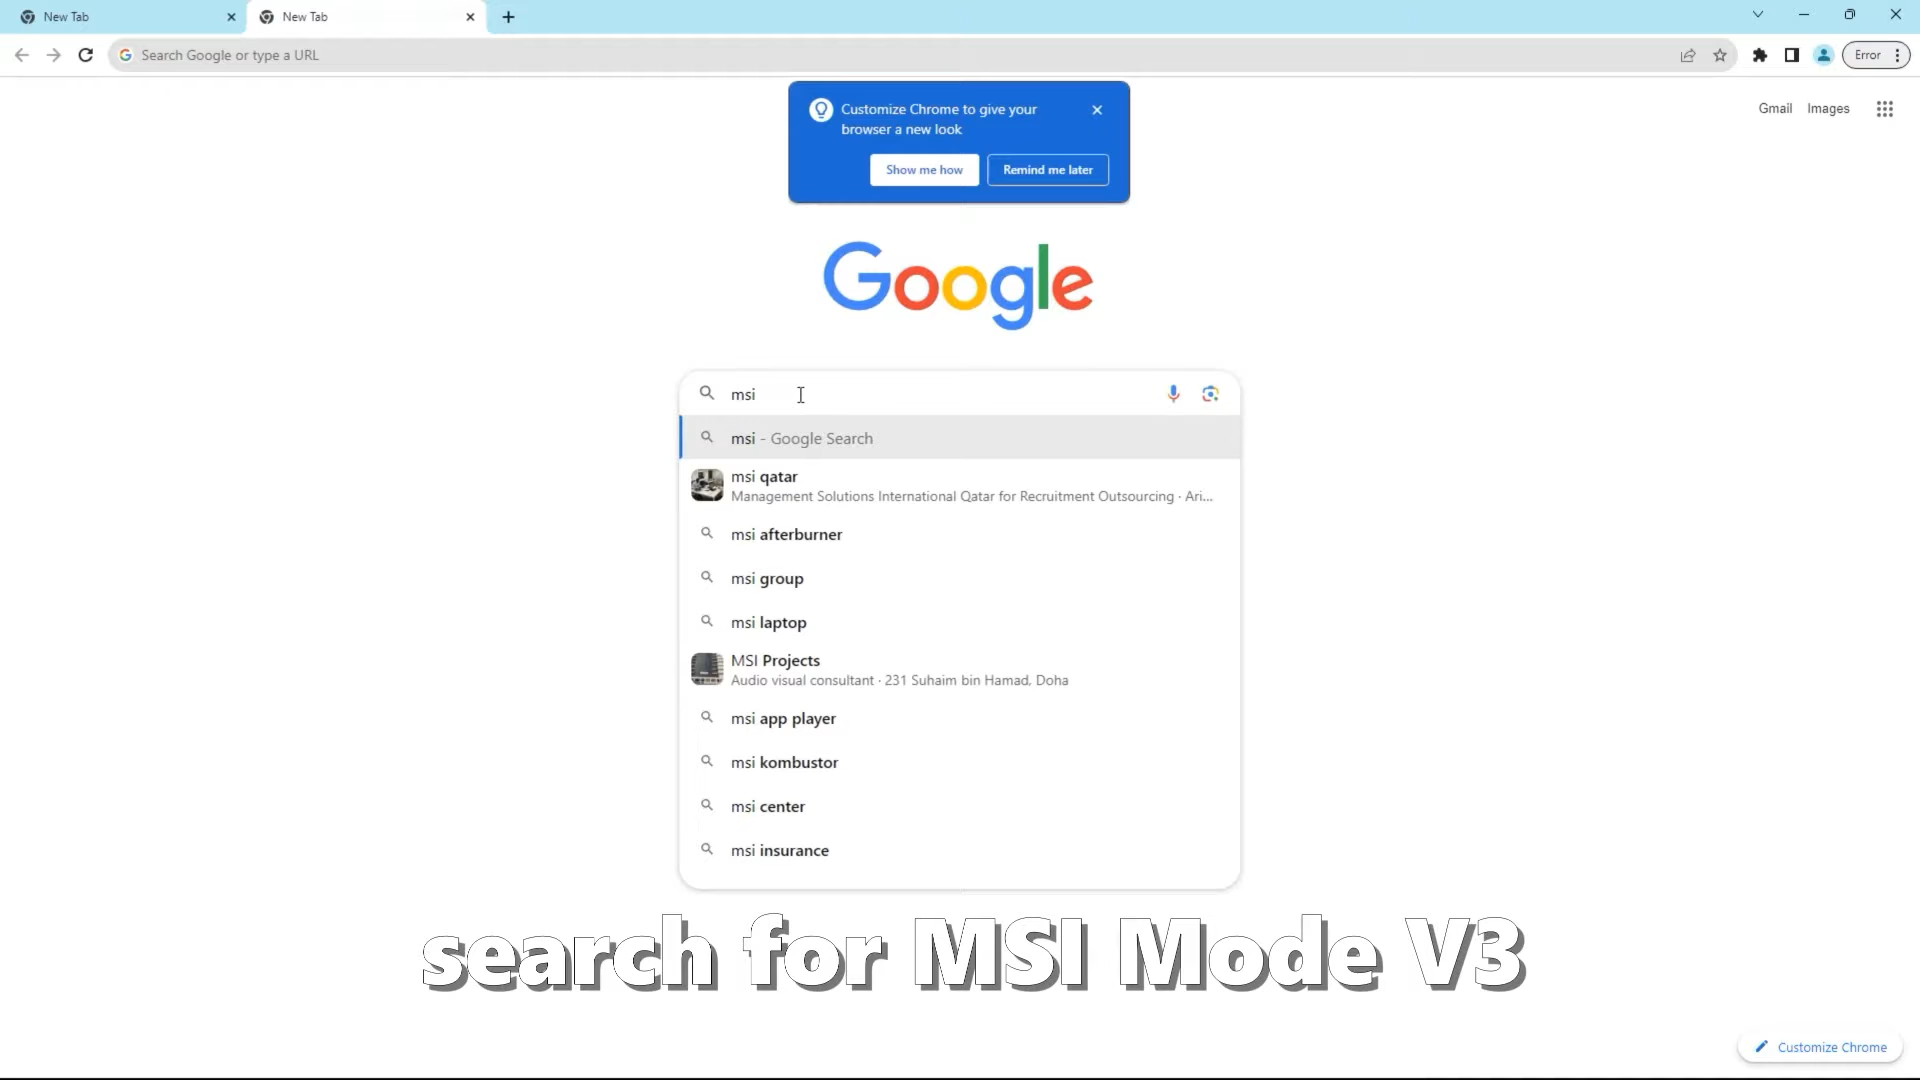 New Tab
New Tab
Search Google or type a URL
Error
Customize Chrome to give your
browser a new look
Show me how
Remind me later
Gmail
Images
Google
msi
msi - Google Search
msi qatar
Management Solutions International Qatar for Recruitment Outsourcing · Ari...
msi afterburner
msi group
msi laptop
MSI Projects
Audio visual consultant · 231 Suhaim bin Hamad, Doha
msi app player
msi kombustor
msi center
msi insurance
search for MSI Mode V3
Customize Chrome